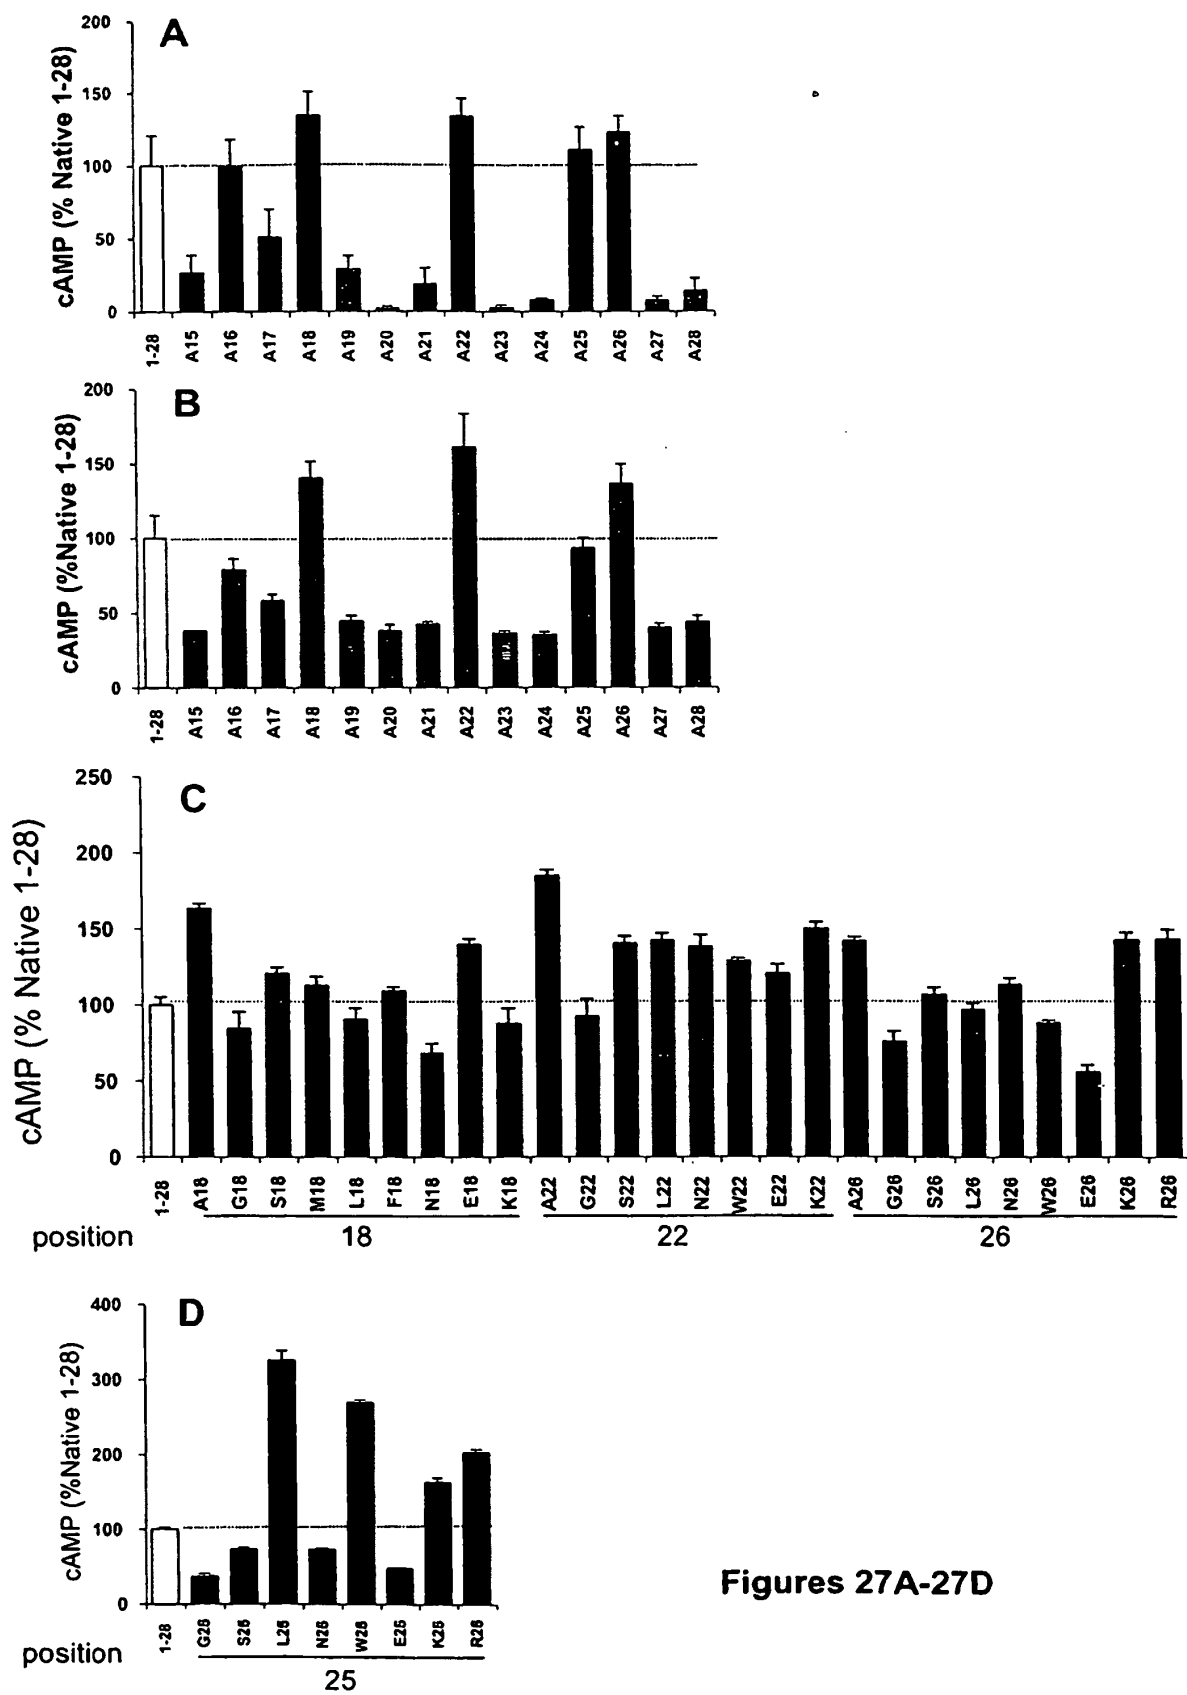 A
cAMP (% Native 1-28)
200
150
100
50
0
1-28 A15 A16 A17 A18 A19 A20 A21 A22 A23 A24 A25 A26 A27 A28
B
cAMP (%Native 1-28)
200
150
100
50
0
1-28 A15 A16 A17 A18 A19 A20 A21 A22 A23 A24 A25 A26 A27 A28
C
cAMP (% Native 1-28)
250
200
150
100
50
0
1-28 A18 G18 S18 M18 L18 F18 N18 E18 K18 A22 G22 S22 L22 N22 W22 E22 K22 A26 G26 S26 L26 N26 W26 E26 K26 R26
position 18 22 26
D
cAMP (%Native 1-28)
400
300
200
100
0
1-28 G25 S25 L25 N25 W25 E25 K25 R25
position 25
Figures 27A-27D